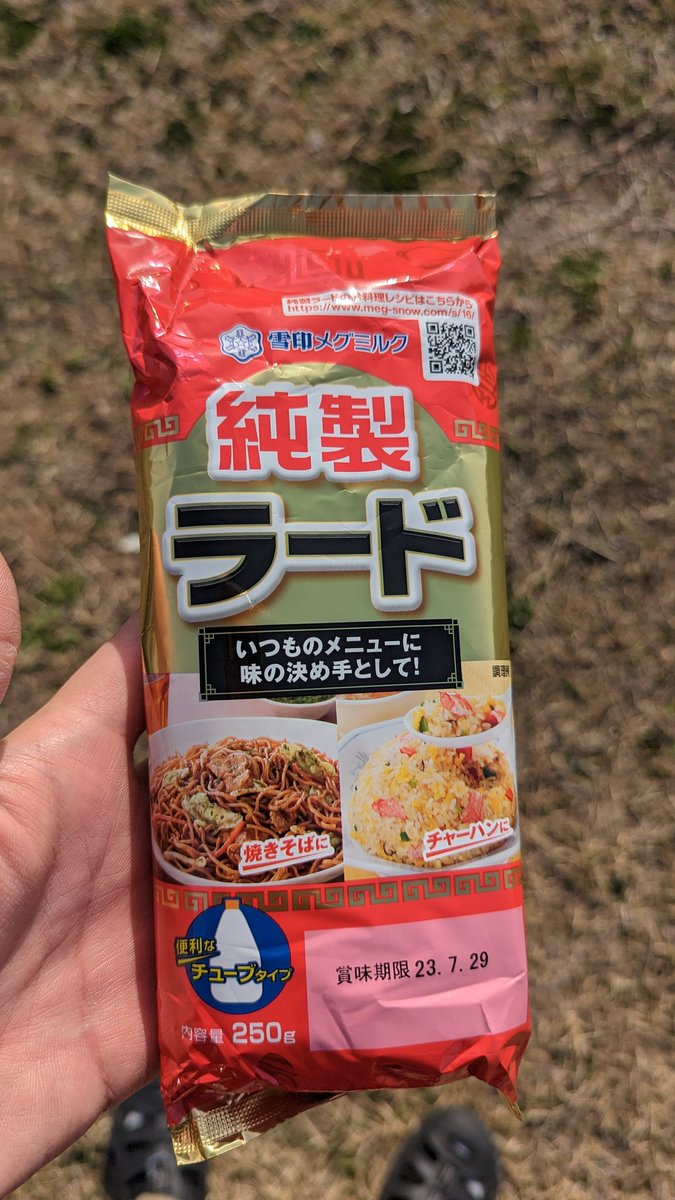 純製ラードのお料理レシピはこちらから
https://www.meg-snow.com/s/16/
雪印メグミルク
純製
ラード
いつものメニューに
味の決め手として!
調理例
焼きそばに
チャーハンに
便利な
チューブタイプ
賞味期限 23.7.29
内容量 250g